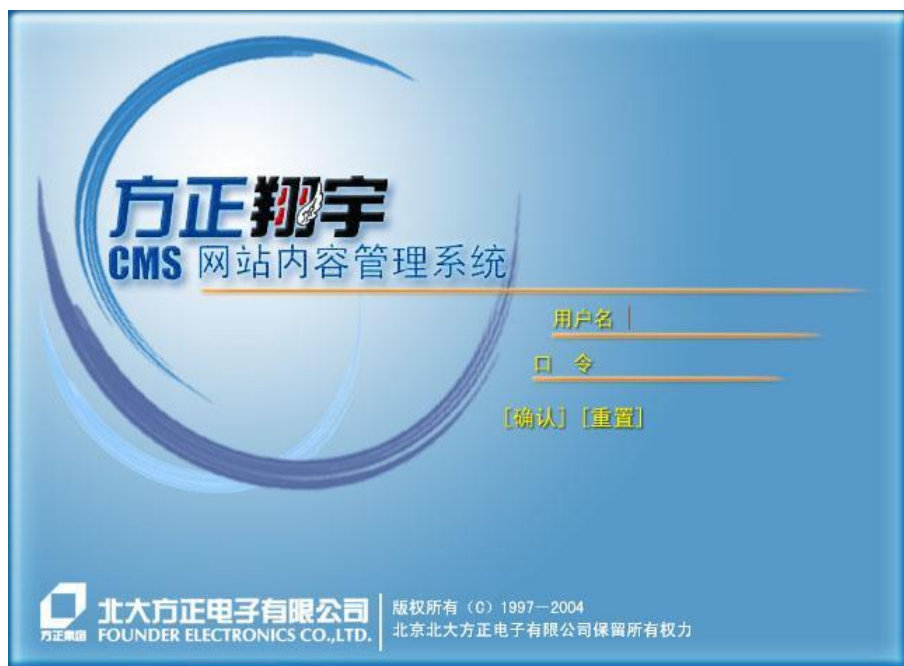 方正翔宇
CMS 网站内容管理系统
用户名
口 令
[确认] [重置]
方正集团
北大方正电子有限公司
FOUNDER ELECTRONICS CO.,LTD.
版权所有（C）1997—2004
北京北大方正电子有限公司保留所有权力